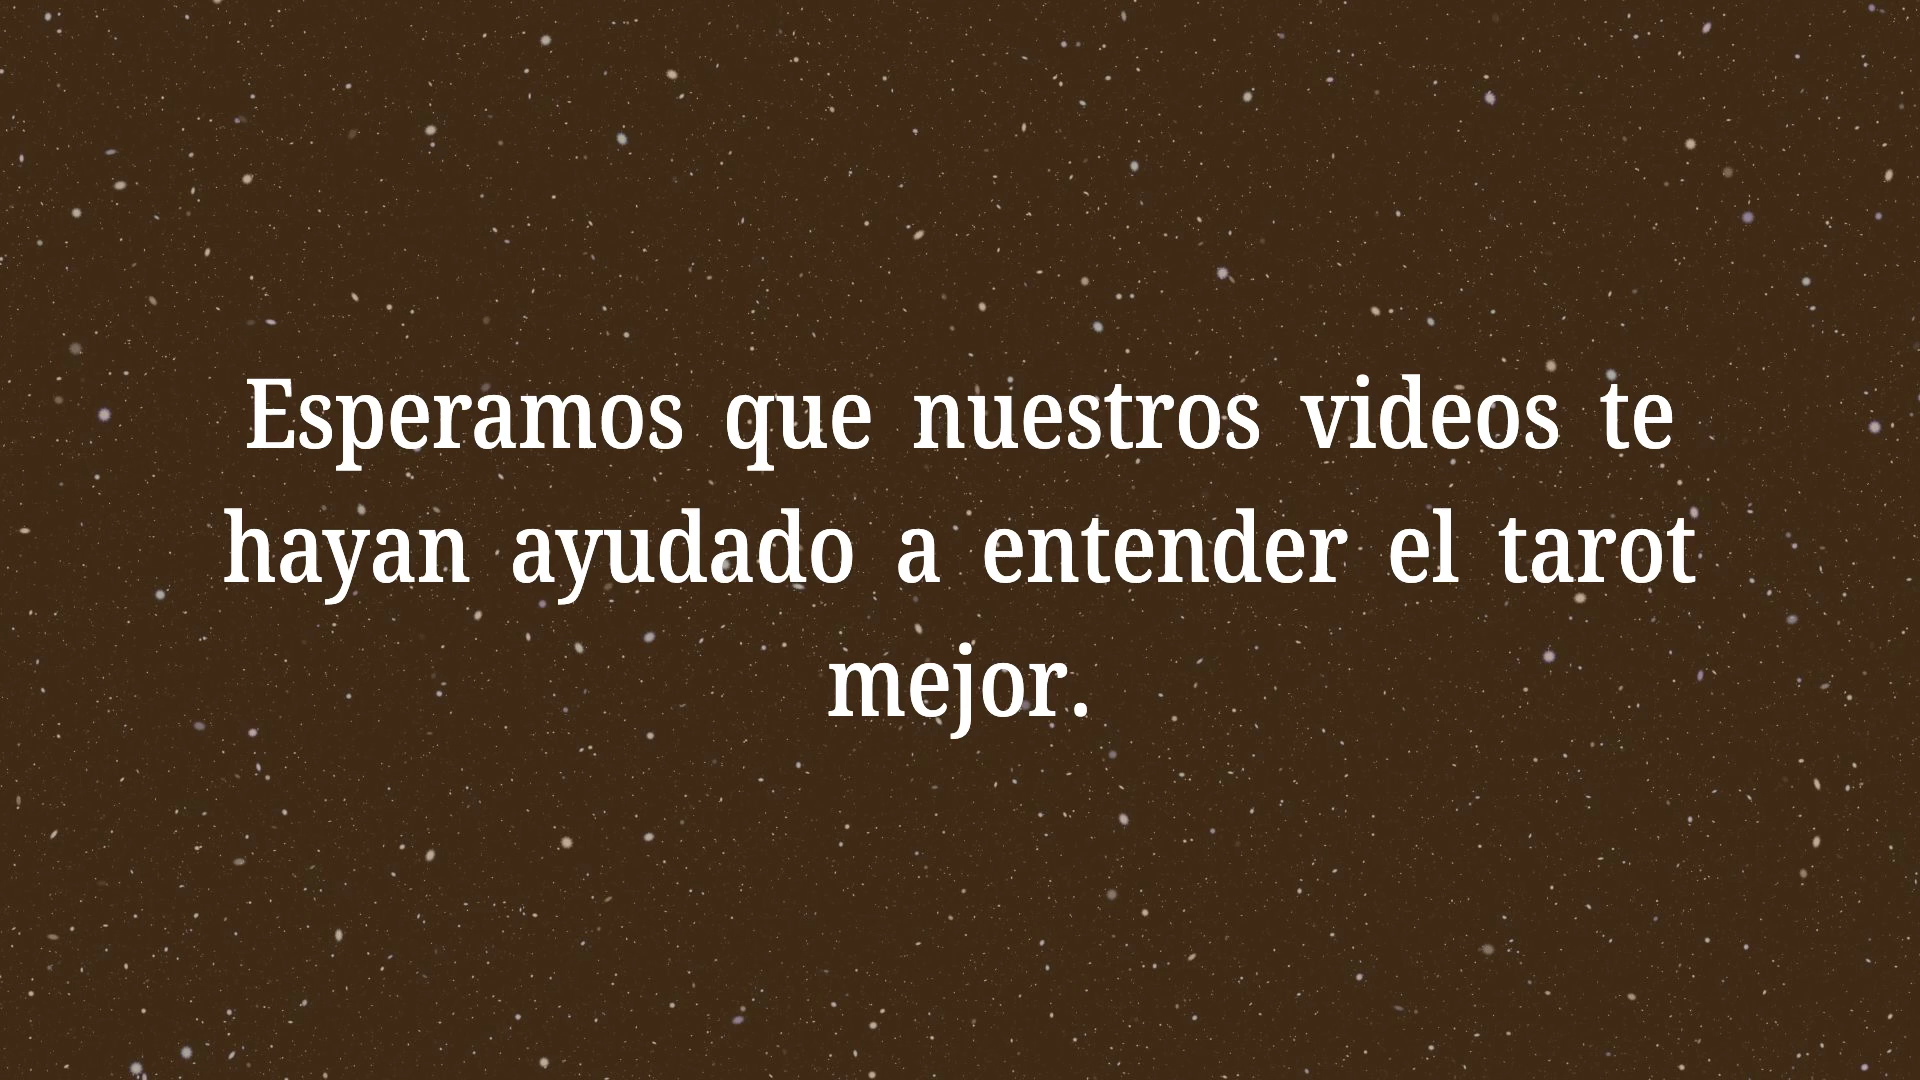 Esperamos que nuestros videos te
hayan ayudado a entender el tarot
mejor.